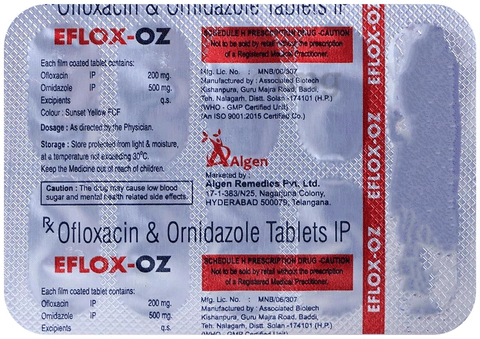 Ofloxacin & Ornidazole Tablets IP
EFLOX-OZ
Each film coated tablet contains:
Ofloxacin IP 200 mg.
Ornidazole IP 500 mg.
Excipients q.s.
Colour : Sunset Yellow FCF
Dosage : As directed by the Physician.
Storage : Store protected from light & moisture,
at a temperature not exceeding 30°C.
Keep the Medicine out of reach of children.
Caution : The drug may cause low blood
sugar and mental health related side effects.
SCHEDULE H PRESCRIPTION DRUG -CAUTION
Not to be sold by retail without the prescription
of a Registered Medical Practitioner.
Mfg. Lic. No. : MNB/06/307
Manufactured by : Associated Biotech
Kishanpura, Guru Majra Road, Baddi,
Teh. Nalagarh, Distt. Solan -174101 (H.P.)
(WHO - GMP Certified Unit)
(An ISO 9001:2015 Certified Co.)
Algen
Marketed by :
Algen Remedies Pvt. Ltd.
17-1-383/N25, Nagarjuna Colony,
HYDERABAD 500079, Telangana.
Rx Ofloxacin & Ornidazole Tablets IP
EFLOX-OZ
Each film coated tablet contains:
Ofloxacin IP 200 mg.
Ornidazole IP 500 mg.
Excipients q.s.
SCHEDULE H PRESCRIPTION DRUG -CAUTION
Not to be sold by retail without the prescription
of a Registered Medical Practitioner.
Mfg. Lic. No. : MNB/06/307
Manufactured by : Associated Biotech
Kishanpura, Guru Majra Road, Baddi,
Teh. Nalagarh, Distt. Solan -174101 (H.P.)
(WHO - GMP Certified Unit)
EFLOX-OZ
EFLOX-OZ
EFLOX-OZ